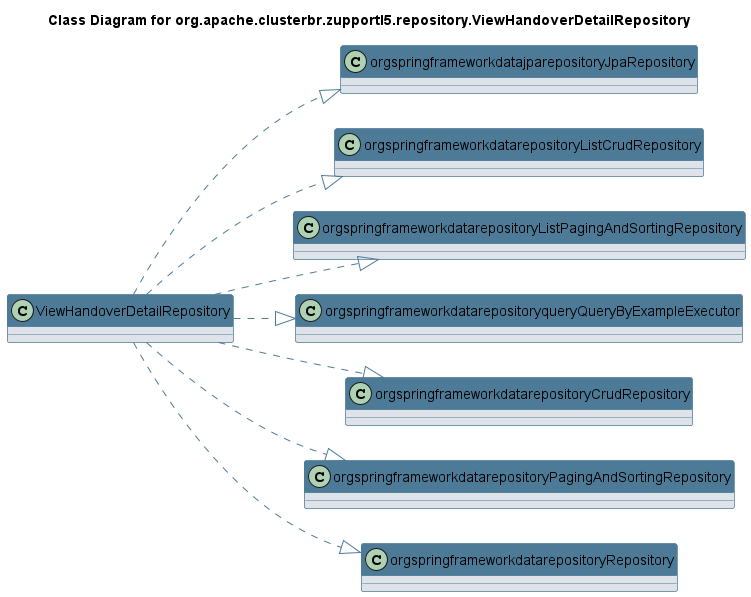 Class Diagram for org.apache.clusterbr.zupportl5.repository.ViewHandoverDetailRepository
C orgspringframeworkdatajparepositoryJpaRepository
C orgspringframeworkdatarepositoryListCrudRepository
C orgspringframeworkdatarepositoryListPagingAndSortingRepository
C ViewHandoverDetailRepository
C orgspringframeworkdatarepositoryqueryQueryByExampleExecutor
C orgspringframeworkdatarepositoryCrudRepository
C orgspringframeworkdatarepositoryPagingAndSortingRepository
C orgspringframeworkdatarepositoryRepository